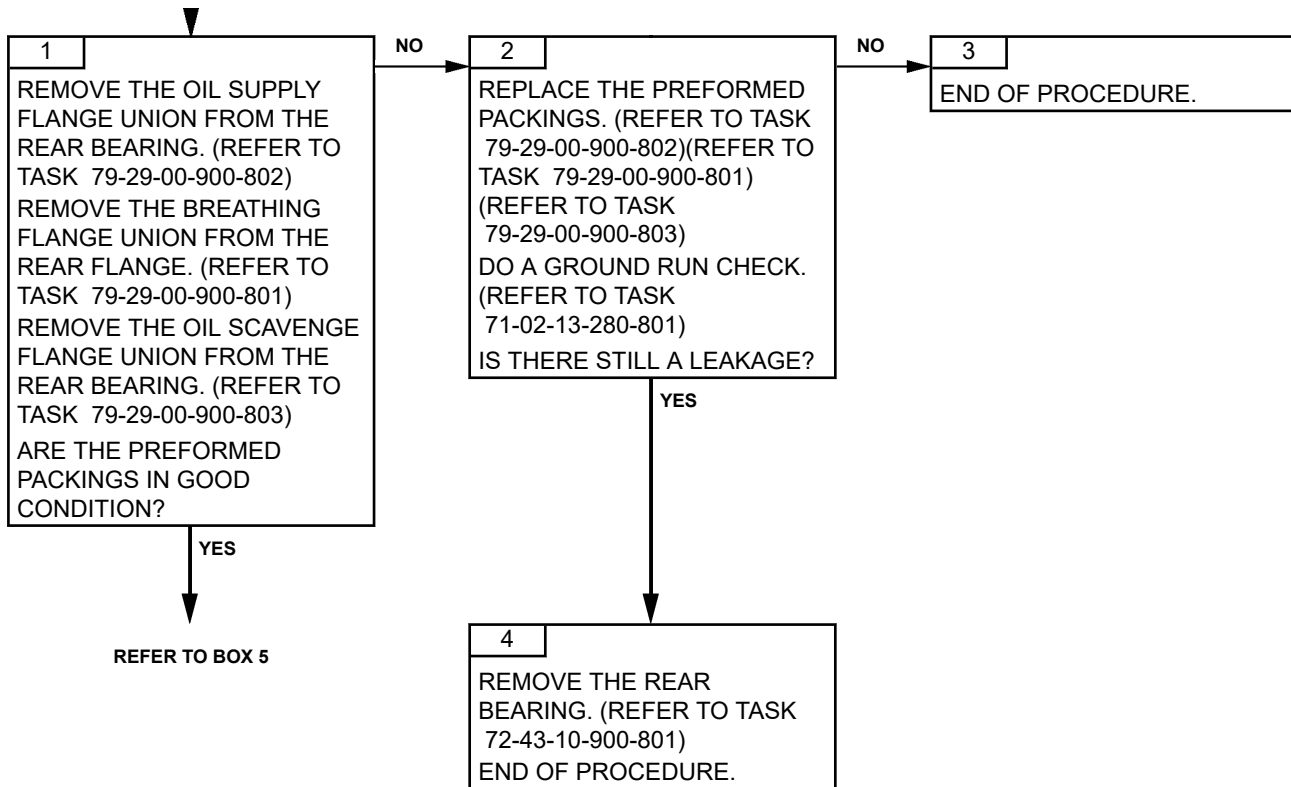 1
REMOVE THE OIL SUPPLY
FLANGE UNION FROM THE
REAR BEARING. (REFER TO
TASK 79-29-00-900-802)
REMOVE THE BREATHING
FLANGE UNION FROM THE
REAR FLANGE. (REFER TO
TASK 79-29-00-900-801)
REMOVE THE OIL SCAVENGE
FLANGE UNION FROM THE
REAR BEARING. (REFER TO
TASK 79-29-00-900-803)
ARE THE PREFORMED
PACKINGS IN GOOD
CONDITION?
NO
YES
REFER TO BOX 5
2
REPLACE THE PREFORMED
PACKINGS. (REFER TO TASK
79-29-00-900-802)(REFER TO
TASK 79-29-00-900-801)
(REFER TO TASK
79-29-00-900-803)
DO A GROUND RUN CHECK.
(REFER TO TASK
71-02-13-280-801)
IS THERE STILL A LEAKAGE?
NO
YES
3
END OF PROCEDURE.
4
REMOVE THE REAR
BEARING. (REFER TO TASK
72-43-10-900-801)
END OF PROCEDURE.